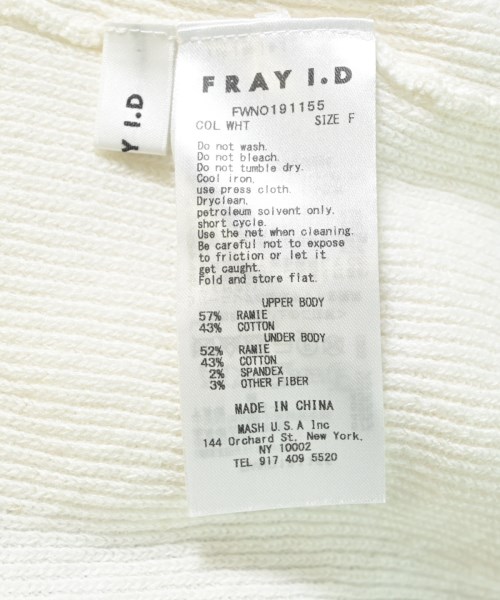 Y I.D
FRAY I.D
FWNO191155
COL WHT SIZE F
Do not wash.
Do not bleach.
Do not tumble dry.
Cool iron.
use press cloth.
Dryclean.
petroleum solvent only.
short cycle.
Use the net when cleaning.
Be careful not to expose
to friction or let it
get caught.
Fold and store flat.
UPPER BODY
57% RAMIE
43% COTTON
UNDER BODY
52% RAMIE
43% COTTON
2% SPANDEX
3% OTHER FIBER
MADE IN CHINA
MASH U.S.A Inc
144 Orchard St. New York.
NY 10002
TEL 917 409 5520